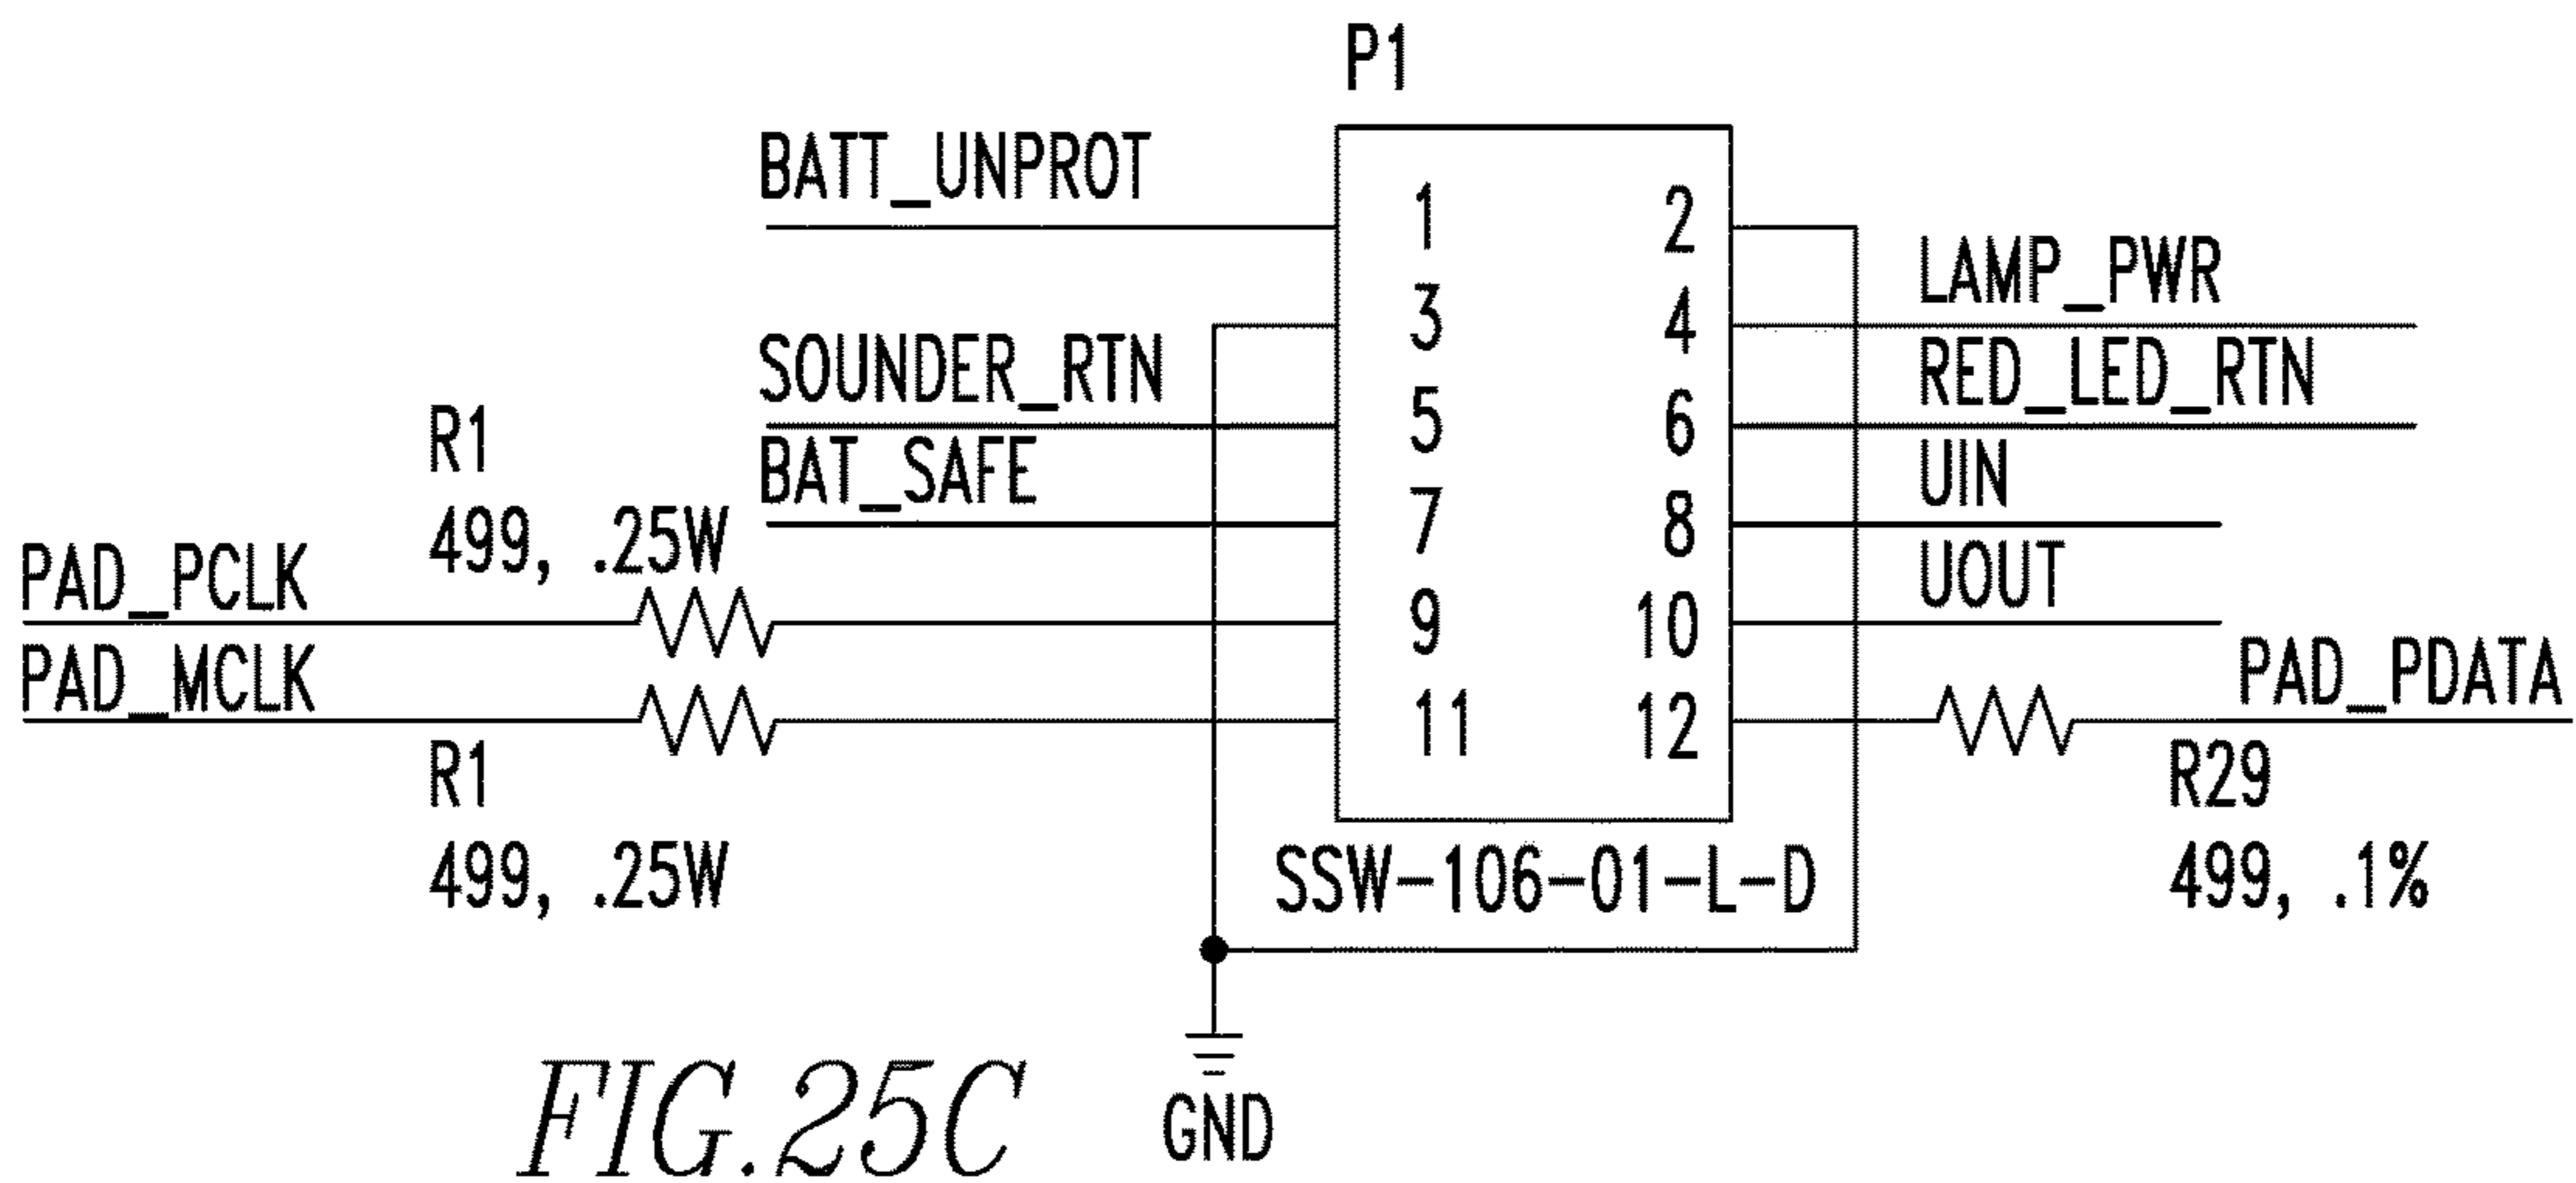 P1
BATT_UNPROT
1 2
LAMP_PWR
3 4
SOUNDER_RTN
RED_LED_RTN
R1
5 6
BAT_SAFE
UIN
499, .25W
7 8
PAD_PCLK
UOUT
9 10
PAD_MCLK
PAD_PDATA
11 12
R1
R29
499, .25W
SSW-106-01-L-D
499, .1%
GND
FIG.25C